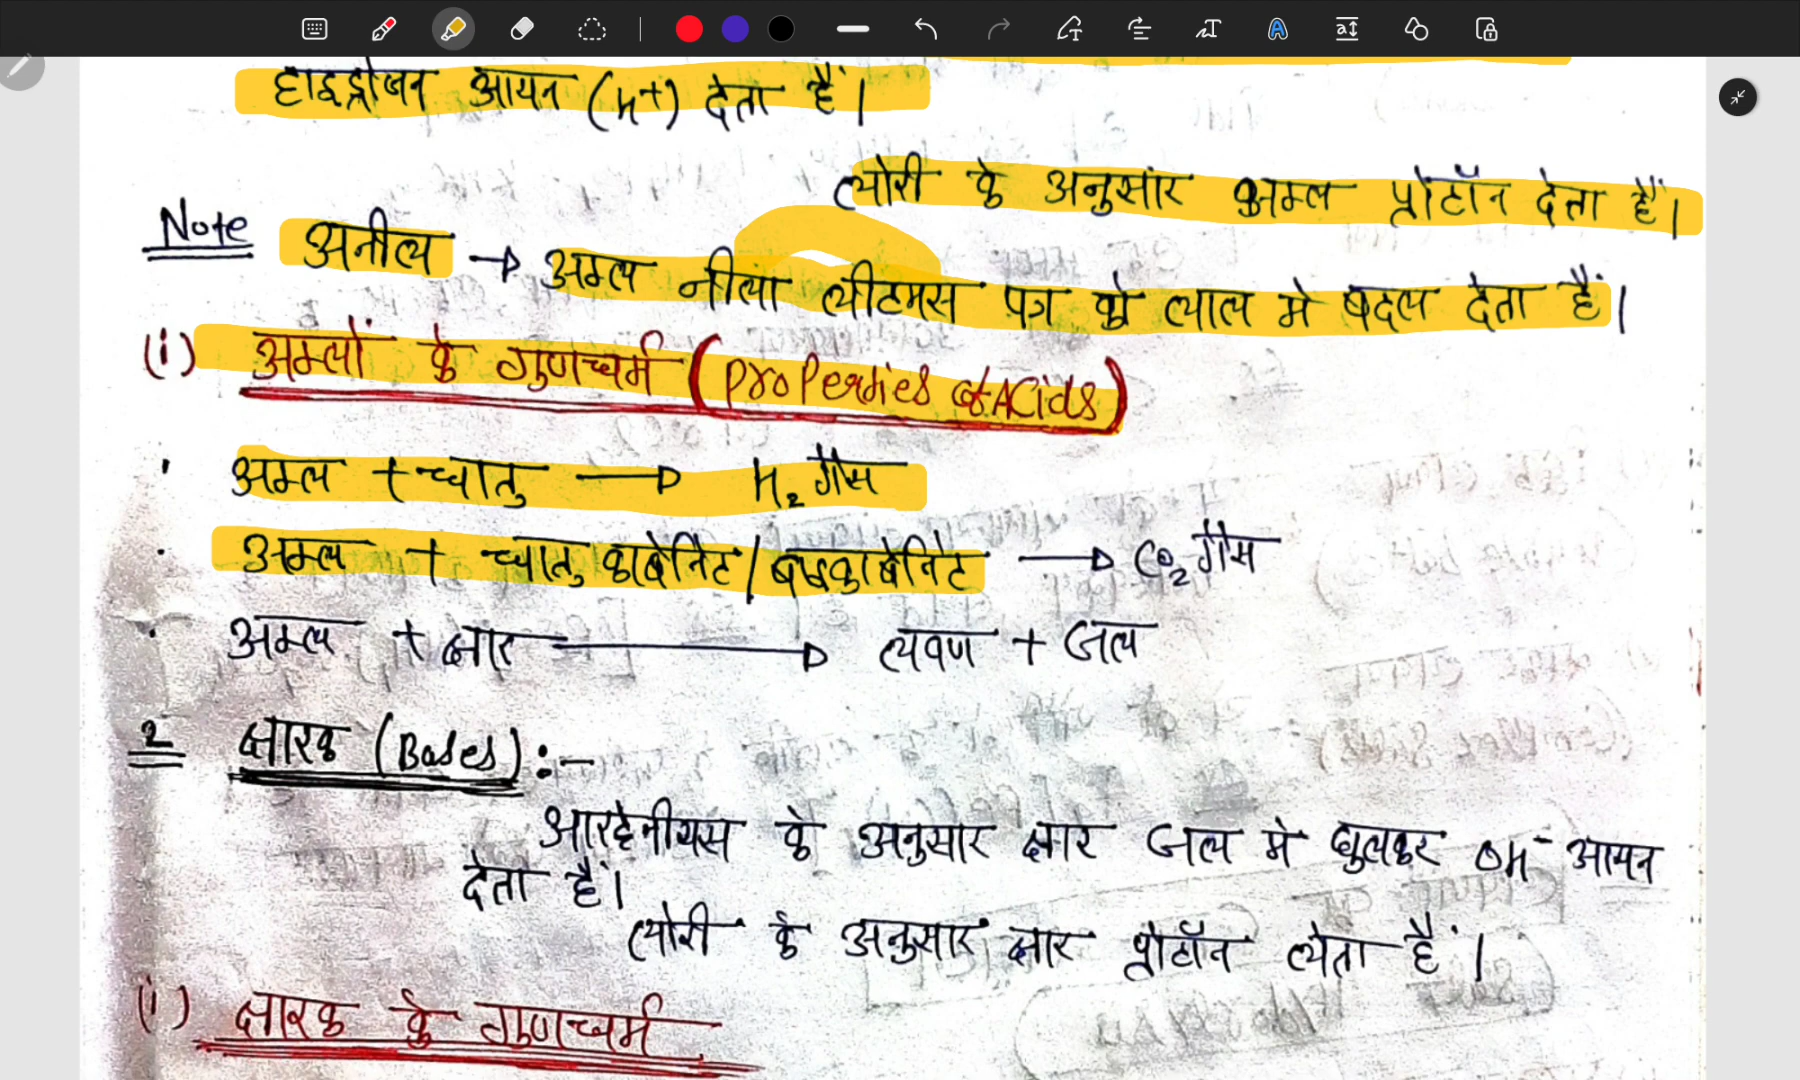 हाइड्रोजन आयन (h+) देता है।
ल्योरी के अनुसार अम्ल प्रोटॉन देता है।
Note अनील → अम्ल नीला लीटमस पत्र को लाल मे बदल देता है।
(i) अम्लों के गुणधर्म (Properties of Acids)
अम्ल + धातु → H₂ गैस
अम्ल + धातु कार्बोनेट / बाइकार्बोनेट → CO₂ गैस
अम्ल + क्षार → लवण + जल
2 क्षारक (Bases) :-
आरहेनीयस के अनुसार क्षार जल मे घुलकर OH⁻ आयन
देता है।
ल्योरी के अनुसार क्षार प्रोटॉन लेता है।
(i) क्षारक के गुणधर्म